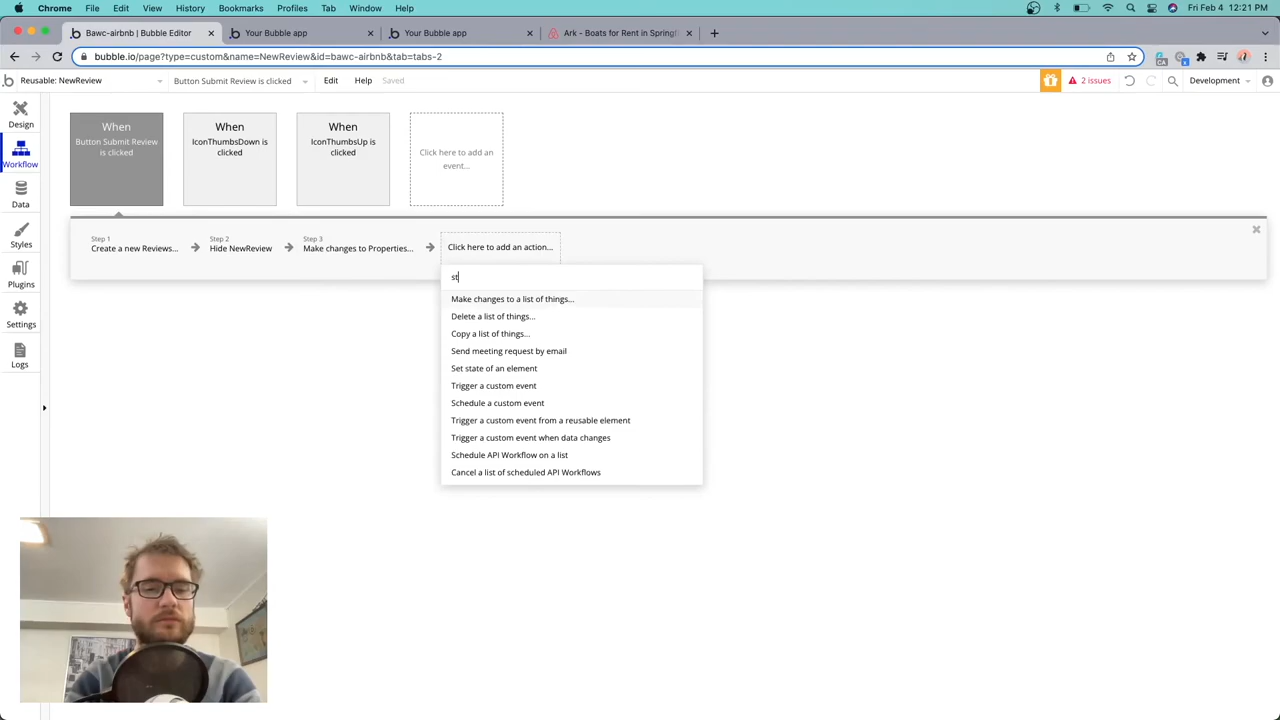 Chrome File Edit View History Bookmarks Profiles Tab Window Help Wed 14 Dec 12:21 PM
Bawc-airbnb | Bubble Editor
Your Bubble app
Your Bubble app
Ark - Boats for Rent in Springf
bubble.io/page?type=custom&name=NewReview&id=bawc-airbnb&tab=tabs-2
Reusable: NewReview
Button Submit Review is clicked
Edit
Help
Saved
2 issues
Development
Design
Workflow
Data
Styles
Plugins
Settings
Logs
When
Button Submit Review
is clicked
When
IconThumbsDown is
clicked
When
IconThumbsUp is
clicked
Click here to add an
event...
Step 1
Create a new Reviews...
Step 2
Hide NewReview
Step 3
Make changes to Properties...
Click here to add an action...
st
Make changes to a list of things...
Delete a list of things...
Copy a list of things...
Send meeting request by email
Set state of an element
Trigger a custom event
Schedule a custom event
Trigger a custom event from a reusable element
Trigger a custom event when data changes
Schedule API Workflow on a list
Cancel a list of scheduled API Workflows